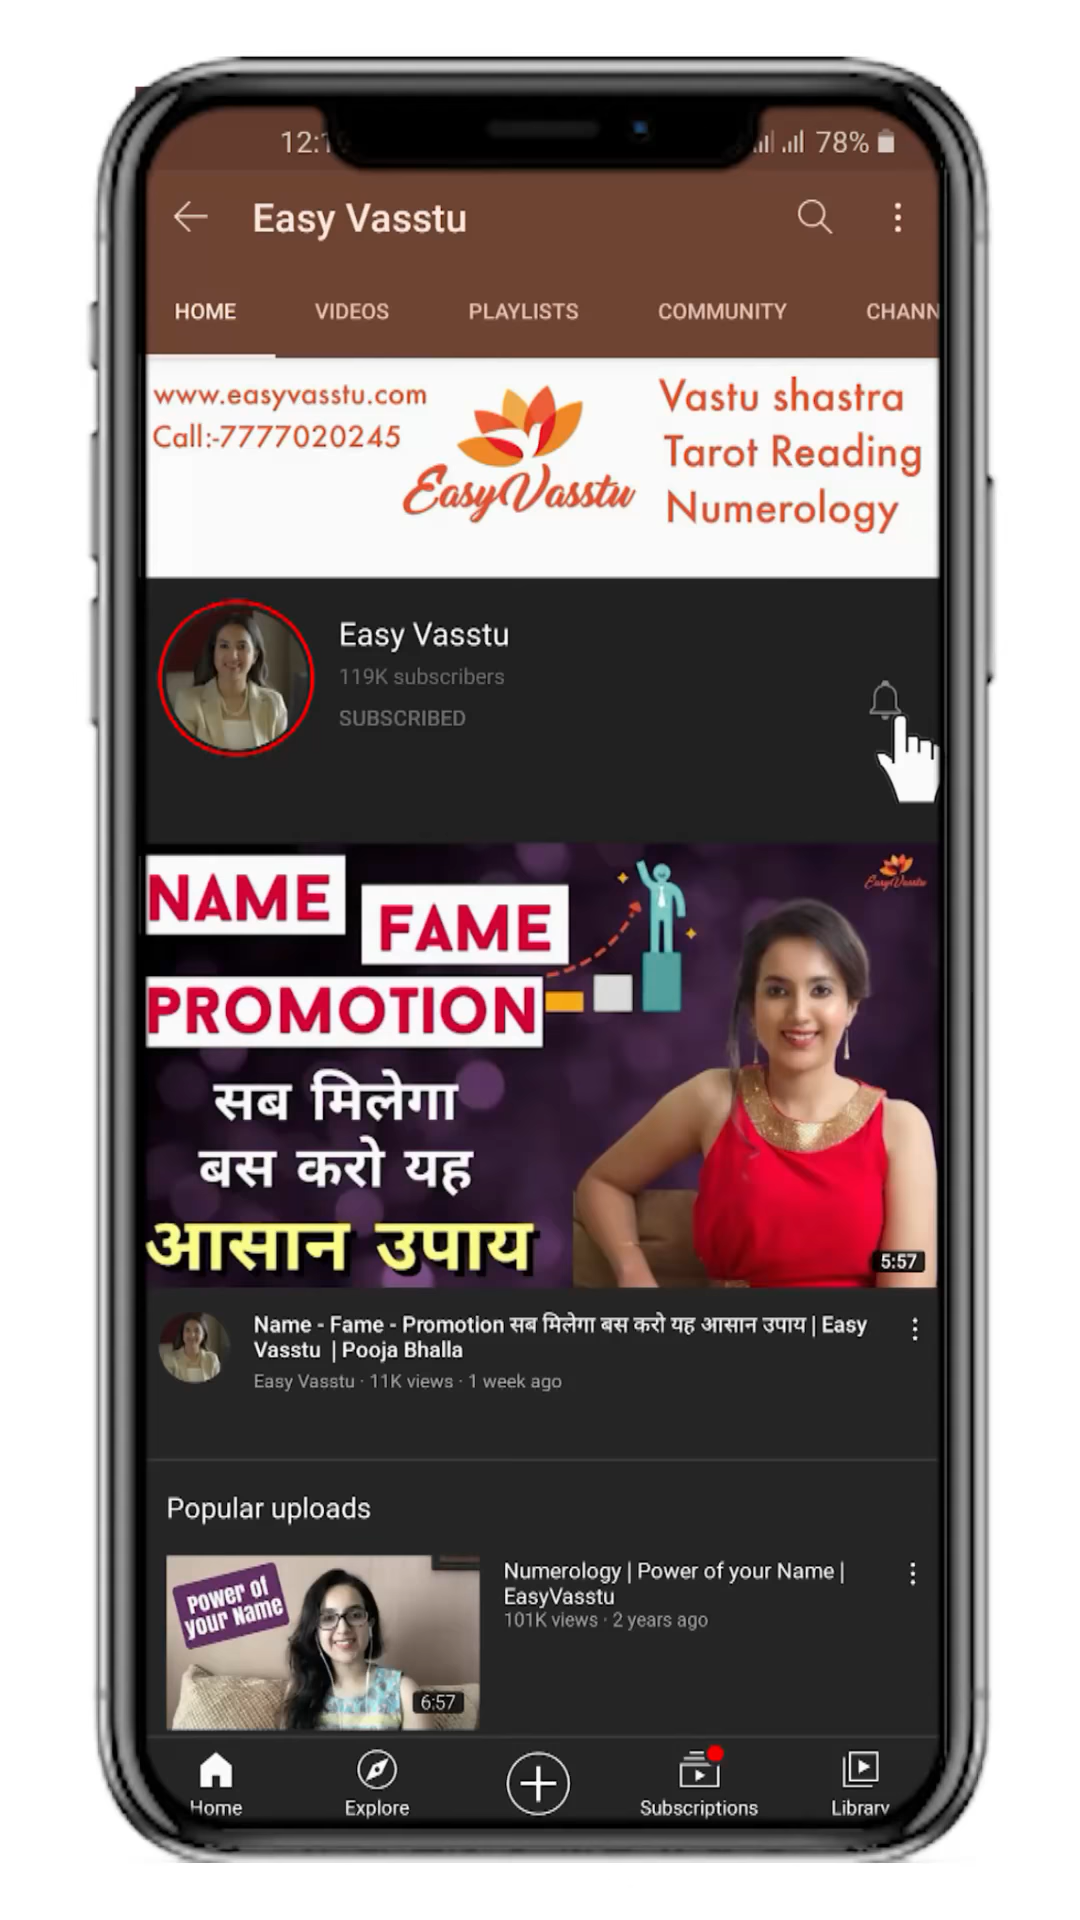 78%
Easy Vasstu
HOME VIDEOS PLAYLISTS COMMUNITY CHANN
www.easyvasstu.com
Call:-7777020245
EasyVasstu
Vastu shastra
Tarot Reading
Numerology
Easy Vasstu
119K subscribers
SUBSCRIBED
NAME
FAME
PROMOTION
सब मिलेगा
बस करो यह
आसान उपाय
EasyVasstu
5:57
Name - Fame - Promotion सब मिलेगा बस करो यह आसान उपाय | Easy
Vasstu | Pooja Bhalla
Easy Vasstu · 11K views · 1 week ago
Popular uploads
Power of
your Name
6:57
Numerology | Power of your Name |
EasyVasstu
101K views · 2 years ago
Home Explore Subscriptions Library